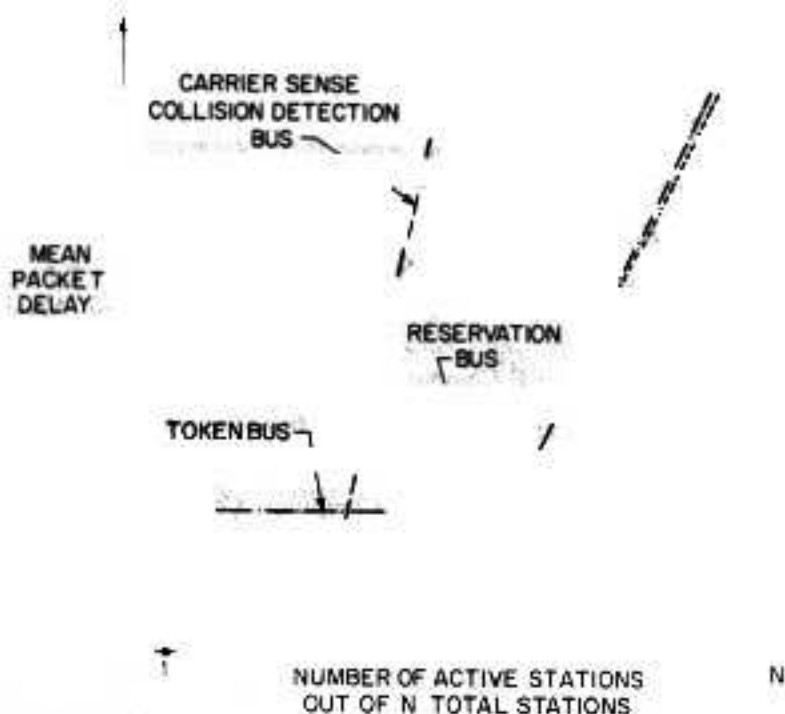 CARRIER SENSE
COLLISION DETECTION
BUS
MEAN
PACKET
DELAY
RESERVATION
BUS
TOKEN BUS
1
NUMBER OF ACTIVE STATIONS
OUT OF N TOTAL STATIONS
N